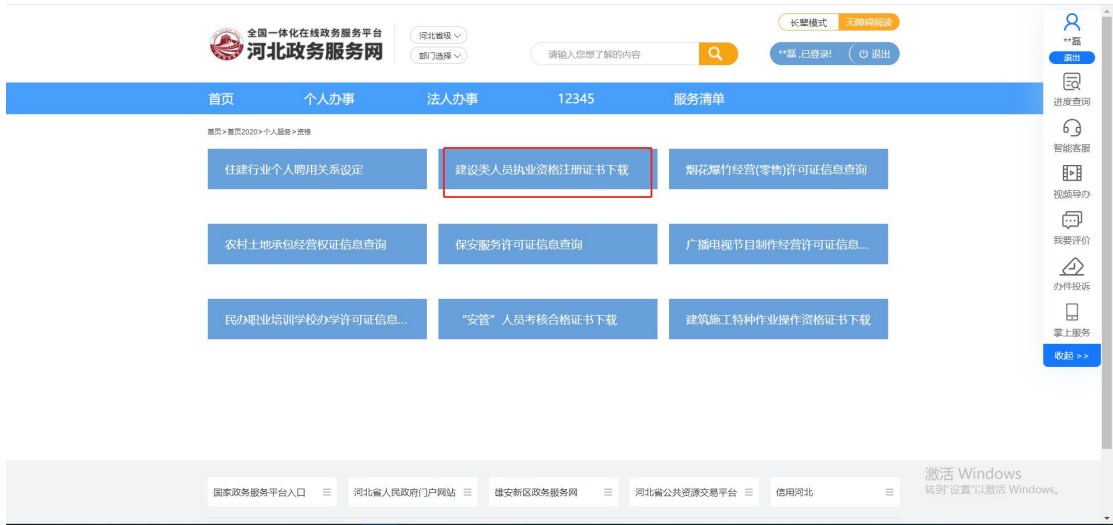 全国一体化在线政务服务平台
河北政务服务网
河北省级
部门选择
请输入您想了解的内容
长辈模式 无障碍阅读
**磊 ,已登录! 退出
首页 个人办事 法人办事 12345 服务清单
首页>首页2020>个人服务>资格
住建行业个人聘用关系设定 建设类人员执业资格注册证书下载 烟花爆竹经营(零售)许可证信息查询
农村土地承包经营权证信息查询 保安服务许可证信息查询 广播电视节目制作经营许可证信息...
民办职业培训学校办学许可证信息... “安管”人员考核合格证书下载 建筑施工特种作业操作资格证书下载
**磊
退出
进度查询
智能客服
视频导办
我要评价
办件投诉
掌上服务
收起 >>
国家政务服务平台入口 河北省人民政府门户网站 雄安新区政务服务网 河北省公共资源交易平台 信用河北
激活 Windows
转到"设置"以激活 Windows。